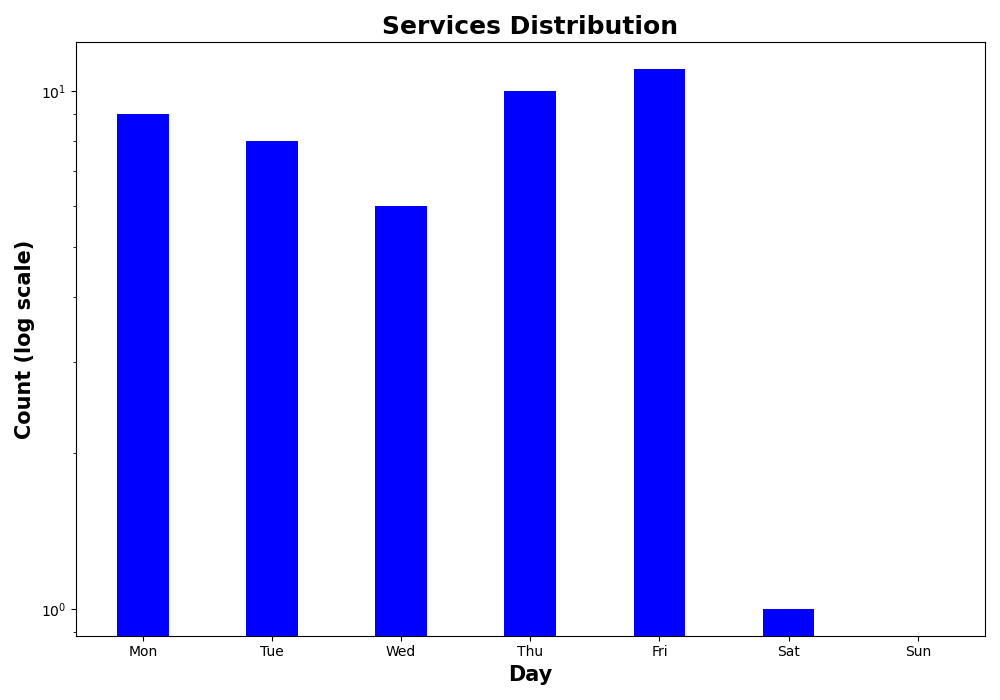 Services Distribution
Count (log scale)
10¹
10⁰
Mon Tue Wed Thu Fri Sat Sun
Day